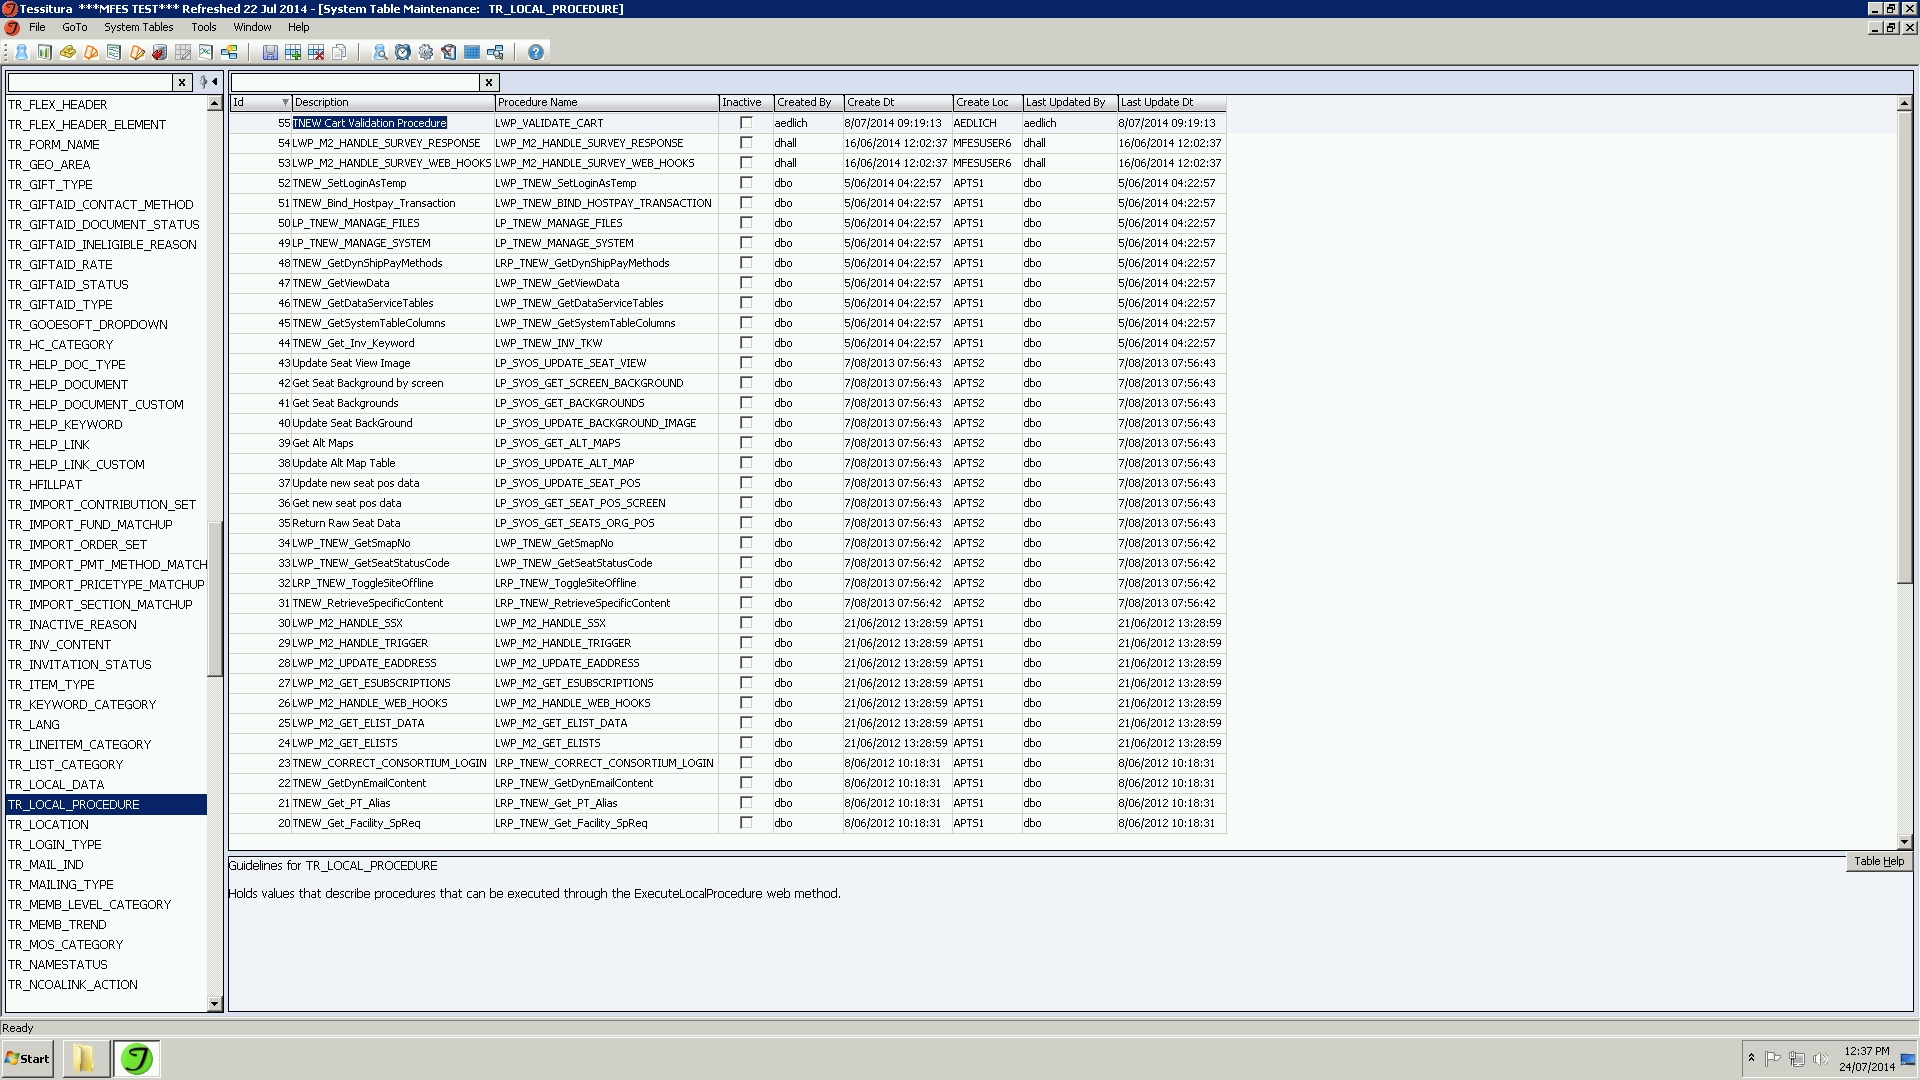 Tessitura ***MFES TEST*** Refreshed 22 Jul 2014 - [System Table Maintenance: TR_LOCAL_PROCEDURE]
File GoTo System Tables Tools Window Help
TR_FLEX_HEADER
TR_FLEX_HEADER_ELEMENT
TR_FORM_NAME
TR_GEO_AREA
TR_GIFT_TYPE
TR_GIFTAID_CONTACT_METHOD
TR_GIFTAID_DOCUMENT_STATUS
TR_GIFTAID_INELIGIBLE_REASON
TR_GIFTAID_RATE
TR_GIFTAID_STATUS
TR_GIFTAID_TYPE
TR_GOOESOFT_DROPDOWN
TR_HC_CATEGORY
TR_HELP_DOC_TYPE
TR_HELP_DOCUMENT
TR_HELP_DOCUMENT_CUSTOM
TR_HELP_KEYWORD
TR_HELP_LINK
TR_HELP_LINK_CUSTOM
TR_HFILLPAT
TR_IMPORT_CONTRIBUTION_SET
TR_IMPORT_FUND_MATCHUP
TR_IMPORT_ORDER_SET
TR_IMPORT_PMT_METHOD_MATCH
TR_IMPORT_PRICETYPE_MATCHUP
TR_IMPORT_SECTION_MATCHUP
TR_INACTIVE_REASON
TR_INV_CONTENT
TR_INVITATION_STATUS
TR_ITEM_TYPE
TR_KEYWORD_CATEGORY
TR_LANG
TR_LINEITEM_CATEGORY
TR_LIST_CATEGORY
TR_LOCAL_DATA
TR_LOCAL_PROCEDURE
TR_LOCATION
TR_LOGIN_TYPE
TR_MAIL_IND
TR_MAILING_TYPE
TR_MEMB_LEVEL_CATEGORY
TR_MEMB_TREND
TR_MOS_CATEGORY
TR_NAMESTATUS
TR_NCOALINK_ACTION
Id Description Procedure Name Inactive Created By Create Dt Create Loc Last Updated By Last Update Dt
55 TNEW Cart Validation Procedure LWP_VALIDATE_CART aedlich 8/07/2014 09:19:13 AEDLICH aedlich 8/07/2014 09:19:13
54 LWP_M2_HANDLE_SURVEY_RESPONSE LWP_M2_HANDLE_SURVEY_RESPONSE dhall 16/06/2014 12:02:37 MFESUSER6 dhall 16/06/2014 12:02:37
53 LWP_M2_HANDLE_SURVEY_WEB_HOOKS LWP_M2_HANDLE_SURVEY_WEB_HOOKS dhall 16/06/2014 12:02:37 MFESUSER6 dhall 16/06/2014 12:02:37
52 TNEW_SetLoginAsTemp LWP_TNEW_SetLoginAsTemp dbo 5/06/2014 04:22:57 APTS1 dbo 5/06/2014 04:22:57
51 TNEW_Bind_Hostpay_Transaction LWP_TNEW_BIND_HOSTPAY_TRANSACTION dbo 5/06/2014 04:22:57 APTS1 dbo 5/06/2014 04:22:57
50 LP_TNEW_MANAGE_FILES LP_TNEW_MANAGE_FILES dbo 5/06/2014 04:22:57 APTS1 dbo 5/06/2014 04:22:57
49 LP_TNEW_MANAGE_SYSTEM LP_TNEW_MANAGE_SYSTEM dbo 5/06/2014 04:22:57 APTS1 dbo 5/06/2014 04:22:57
48 TNEW_GetDynShipPayMethods LRP_TNEW_GetDynShipPayMethods dbo 5/06/2014 04:22:57 APTS1 dbo 5/06/2014 04:22:57
47 TNEW_GetViewData LWP_TNEW_GetViewData dbo 5/06/2014 04:22:57 APTS1 dbo 5/06/2014 04:22:57
46 TNEW_GetDataServiceTables LWP_TNEW_GetDataServiceTables dbo 5/06/2014 04:22:57 APTS1 dbo 5/06/2014 04:22:57
45 TNEW_GetSystemTableColumns LWP_TNEW_GetSystemTableColumns dbo 5/06/2014 04:22:57 APTS1 dbo 5/06/2014 04:22:57
44 TNEW_Get_Inv_Keyword LWP_TNEW_INV_TKW dbo 5/06/2014 04:22:57 APTS1 dbo 5/06/2014 04:22:57
43 Update Seat View Image LP_SYOS_UPDATE_SEAT_VIEW dbo 7/08/2013 07:56:43 APTS2 dbo 7/08/2013 07:56:43
42 Get Seat Background by screen LP_SYOS_GET_SCREEN_BACKGROUND dbo 7/08/2013 07:56:43 APTS2 dbo 7/08/2013 07:56:43
41 Get Seat Backgrounds LP_SYOS_GET_BACKGROUNDS dbo 7/08/2013 07:56:43 APTS2 dbo 7/08/2013 07:56:43
40 Update Seat BackGround LP_SYOS_UPDATE_BACKGROUND_IMAGE dbo 7/08/2013 07:56:43 APTS2 dbo 7/08/2013 07:56:43
39 Get Alt Maps LP_SYOS_GET_ALT_MAPS dbo 7/08/2013 07:56:43 APTS2 dbo 7/08/2013 07:56:43
38 Update Alt Map Table LP_SYOS_UPDATE_ALT_MAP dbo 7/08/2013 07:56:43 APTS2 dbo 7/08/2013 07:56:43
37 Update new seat pos data LP_SYOS_UPDATE_SEAT_POS dbo 7/08/2013 07:56:43 APTS2 dbo 7/08/2013 07:56:43
36 Get new seat pos data LP_SYOS_GET_SEAT_POS_SCREEN dbo 7/08/2013 07:56:43 APTS2 dbo 7/08/2013 07:56:43
35 Return Raw Seat Data LP_SYOS_GET_SEATS_ORG_POS dbo 7/08/2013 07:56:43 APTS2 dbo 7/08/2013 07:56:43
34 LWP_TNEW_GetSmapNo LWP_TNEW_GetSmapNo dbo 7/08/2013 07:56:42 APTS2 dbo 7/08/2013 07:56:42
33 LWP_TNEW_GetSeatStatusCode LWP_TNEW_GetSeatStatusCode dbo 7/08/2013 07:56:42 APTS2 dbo 7/08/2013 07:56:42
32 LRP_TNEW_ToggleSiteOffline LRP_TNEW_ToggleSiteOffline dbo 7/08/2013 07:56:42 APTS2 dbo 7/08/2013 07:56:42
31 TNEW_RetrieveSpecificContent LRP_TNEW_RetrieveSpecificContent dbo 7/08/2013 07:56:42 APTS2 dbo 7/08/2013 07:56:42
30 LWP_M2_HANDLE_SSX LWP_M2_HANDLE_SSX dbo 21/06/2012 13:28:59 APTS1 dbo 21/06/2012 13:28:59
29 LWP_M2_HANDLE_TRIGGER LWP_M2_HANDLE_TRIGGER dbo 21/06/2012 13:28:59 APTS1 dbo 21/06/2012 13:28:59
28 LWP_M2_UPDATE_EADDRESS LWP_M2_UPDATE_EADDRESS dbo 21/06/2012 13:28:59 APTS1 dbo 21/06/2012 13:28:59
27 LWP_M2_GET_ESUBSCRIPTIONS LWP_M2_GET_ESUBSCRIPTIONS dbo 21/06/2012 13:28:59 APTS1 dbo 21/06/2012 13:28:59
26 LWP_M2_HANDLE_WEB_HOOKS LWP_M2_HANDLE_WEB_HOOKS dbo 21/06/2012 13:28:59 APTS1 dbo 21/06/2012 13:28:59
25 LWP_M2_GET_ELIST_DATA LWP_M2_GET_ELIST_DATA dbo 21/06/2012 13:28:59 APTS1 dbo 21/06/2012 13:28:59
24 LWP_M2_GET_ELISTS LWP_M2_GET_ELISTS dbo 21/06/2012 13:28:59 APTS1 dbo 21/06/2012 13:28:59
23 TNEW_CORRECT_CONSORTIUM_LOGIN LRP_TNEW_CORRECT_CONSORTIUM_LOGIN dbo 8/06/2012 10:18:31 APTS1 dbo 8/06/2012 10:18:31
22 TNEW_GetDynEmailContent LRP_TNEW_GetDynEmailContent dbo 8/06/2012 10:18:31 APTS1 dbo 8/06/2012 10:18:31
21 TNEW_Get_PT_Alias LRP_TNEW_Get_PT_Alias dbo 8/06/2012 10:18:31 APTS1 dbo 8/06/2012 10:18:31
20 TNEW_Get_Facility_SpReq LRP_TNEW_Get_Facility_SpReq dbo 8/06/2012 10:18:31 APTS1 dbo 8/06/2012 10:18:31
Guidelines for TR_LOCAL_PROCEDURE
Table Help
Holds values that describe procedures that can be executed through the ExecuteLocalProcedure web method.
Ready
Start
12:37 PM
24/07/2014